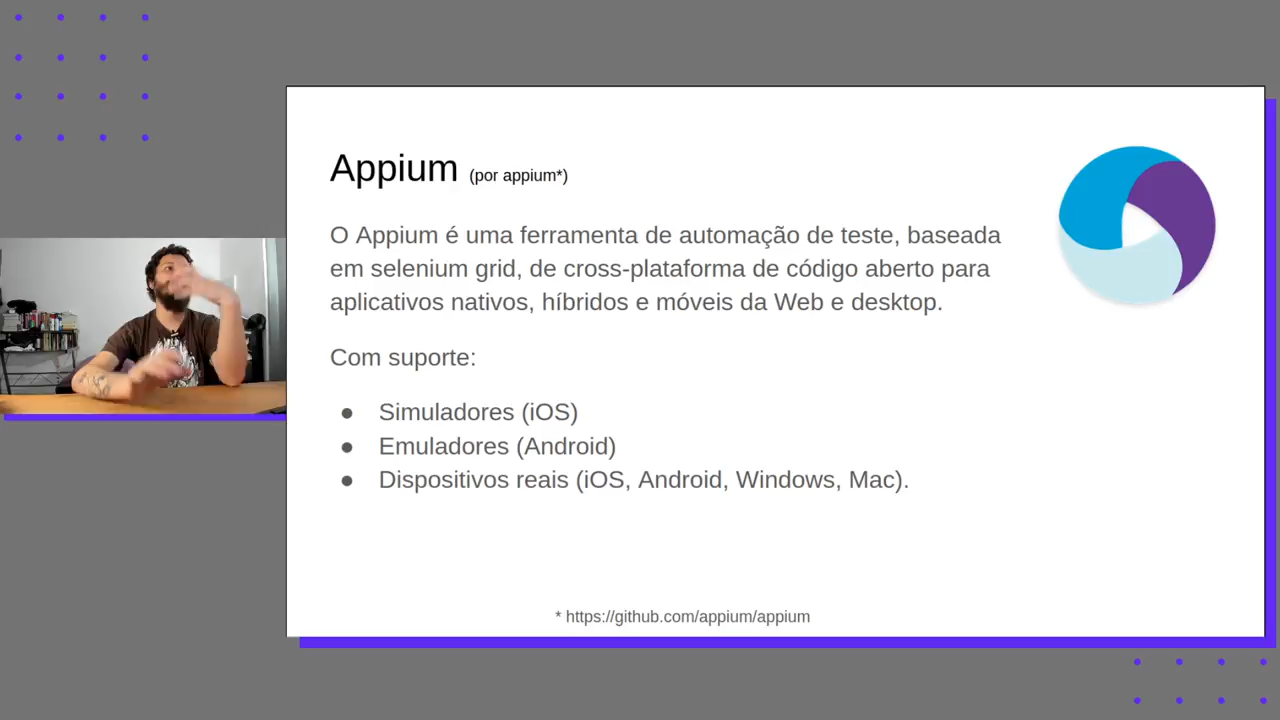 Appium (por appium*)
O Appium é uma ferramenta de automação de teste, baseada
em selenium grid, de cross-plataforma de código aberto para
aplicativos nativos, híbridos e móveis da Web e desktop.
Com suporte:
● Simuladores (iOS)
● Emuladores (Android)
● Dispositivos reais (iOS, Android, Windows, Mac).
* https://github.com/appium/appium